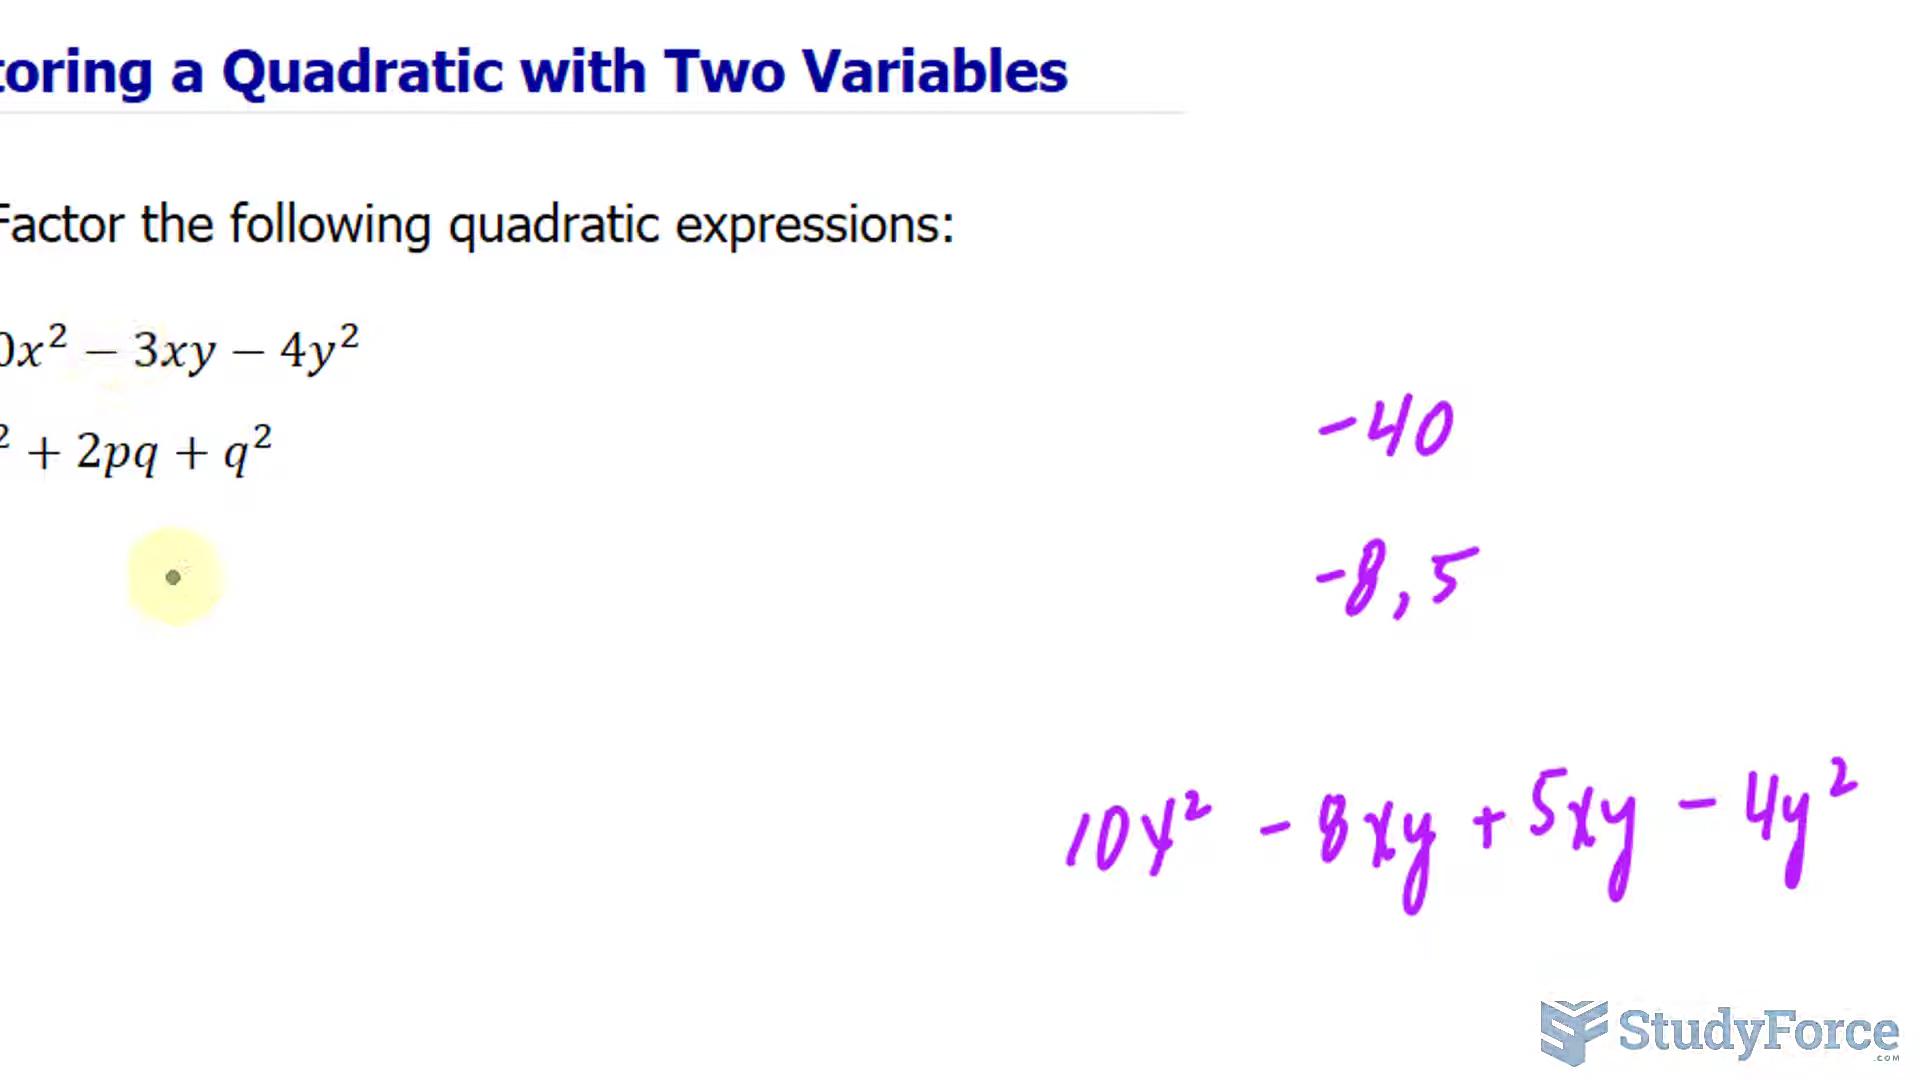 toring a Quadratic with Two Variables
Factor the following quadratic expressions:
0x² − 3xy − 4y²
² + 2pq + q²
-40
-8, 5
10x² - 8xy + 5xy - 4y²
StudyForce
.COM